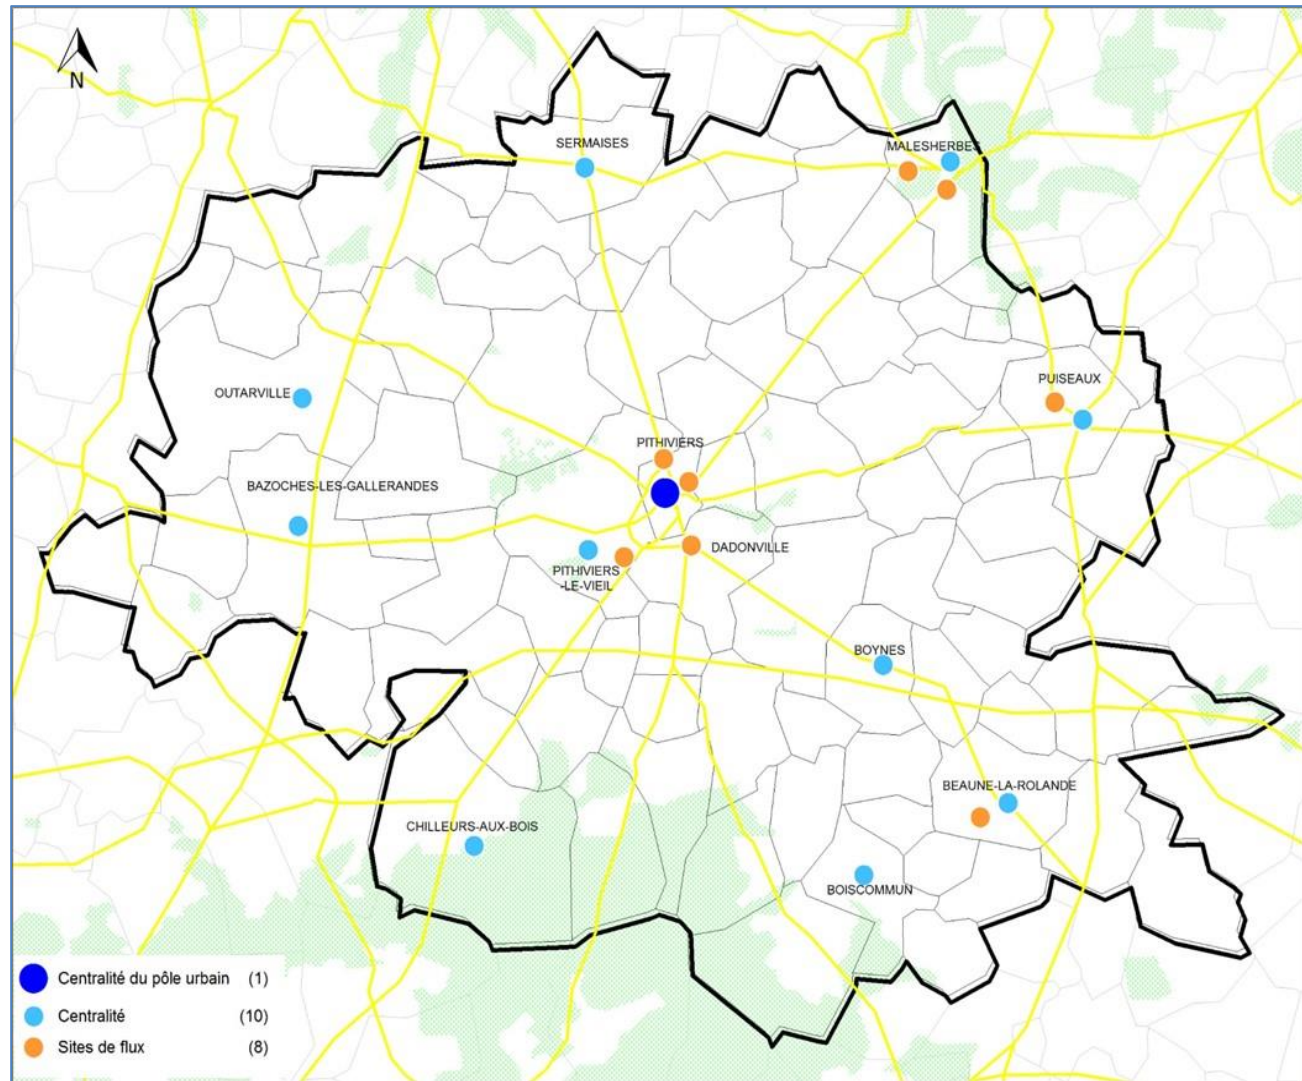 N
SERMAISES
MALESHERBES
OUTARVILLE
PUISEAUX
PITHIVIERS
BAZOCHES-LES-GALLERANDES
DADONVILLE
PITHIVIERS
-LE-VIEIL
BOYNES
BEAUNE-LA-ROLANDE
CHILLEURS-AUX-BOIS
BOISCOMMUN
Centralité du pôle urbain (1)
Centralité (10)
Sites de flux (8)